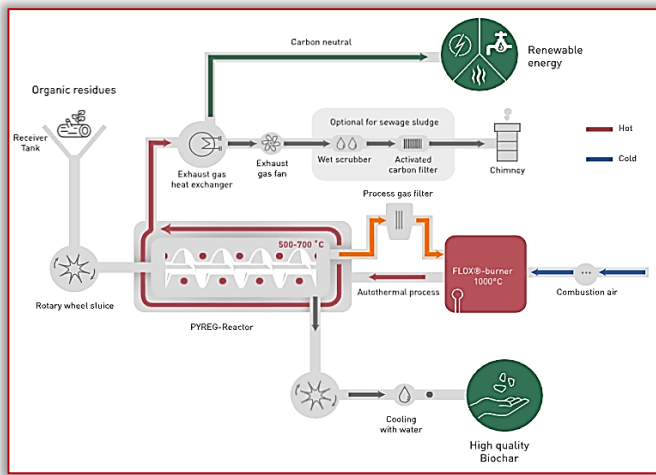 Carbon neutral
Renewable
energy
Organic residues
Receiver
Tank
Optional for sewage sludge
Hot
Cold
Exhaust gas
heat exchanger
Exhaust
gas fan
Wet scrubber
Activated
carbon filter
Chimney
Process gas filter
500-700 °C
FLOX®-burner
1000°C
Rotary wheel sluice
Autothermal process
Combustion air
PYREG-Reactor
Cooling
with water
High quality
Biochar